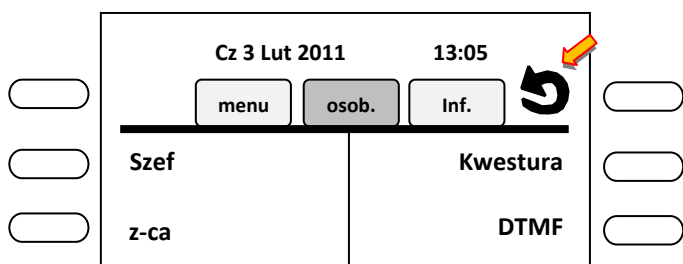 Cz 3 Lut 2011 13:05
menu osob. Inf.
Szef Kwestura
z-ca DTMF